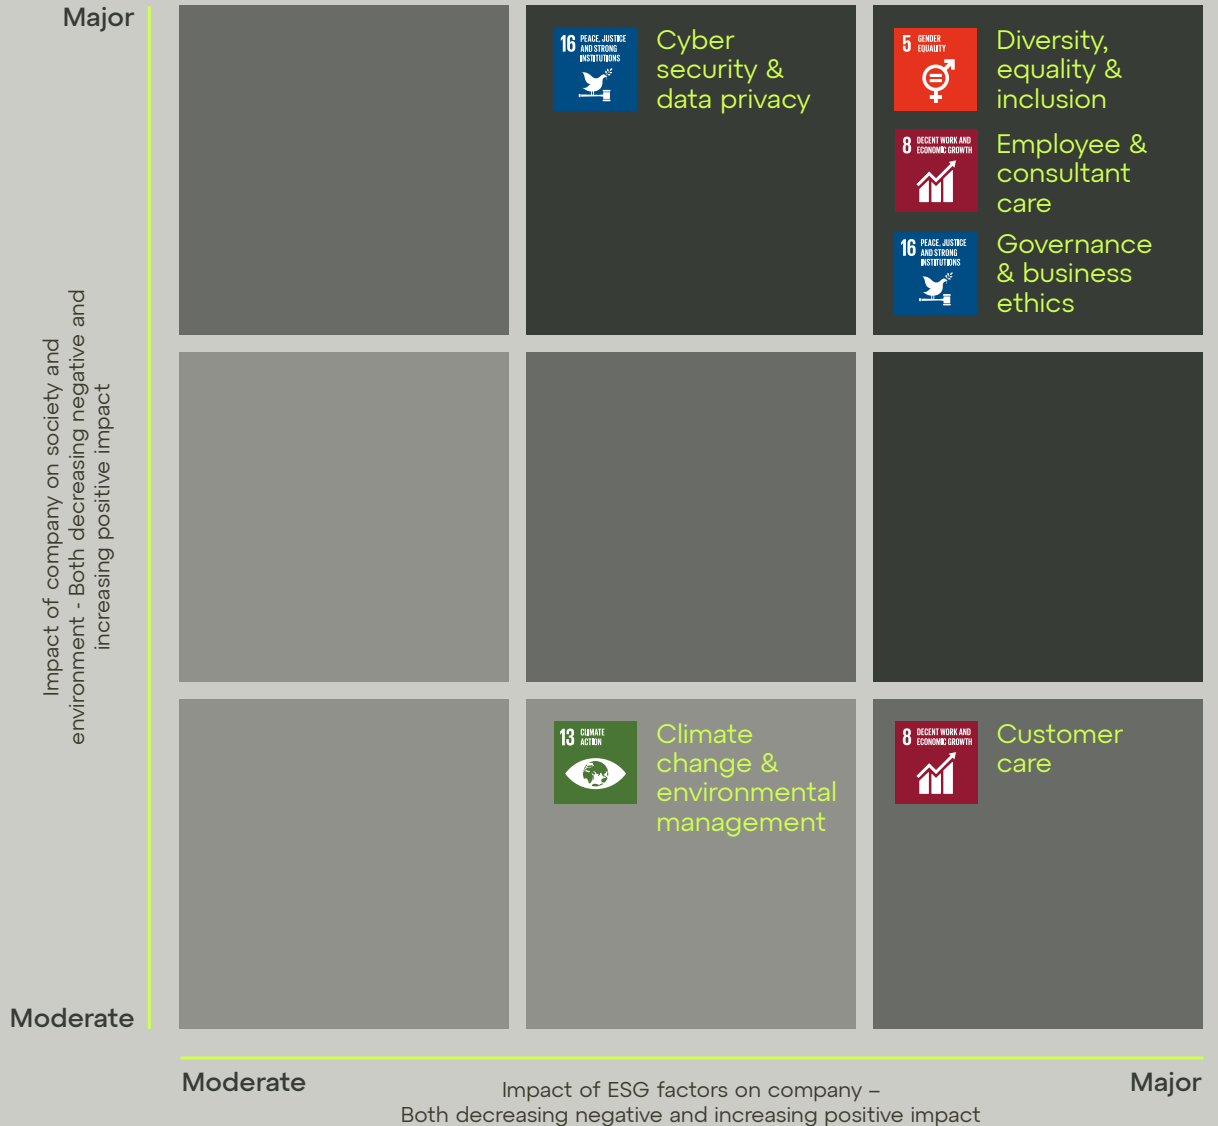 Major
16 PEACE, JUSTICE
AND STRONG
INSTITUTIONS
Cyber
security &
data privacy
5 GENDER
EQUALITY
Diversity,
equality &
inclusion
8 DECENT WORK AND
ECONOMIC GROWTH
Employee &
consultant
care
16 PEACE, JUSTICE
AND STRONG
INSTITUTIONS
Governance
& business
ethics
Impact of company on society and
environment - Both decreasing negative and
increasing positive impact
13 CLIMATE
ACTION
Climate
change &
environmental
management
8 DECENT WORK AND
ECONOMIC GROWTH
Customer
care
Moderate
Moderate
Impact of ESG factors on company –
Both decreasing negative and increasing positive impact
Major